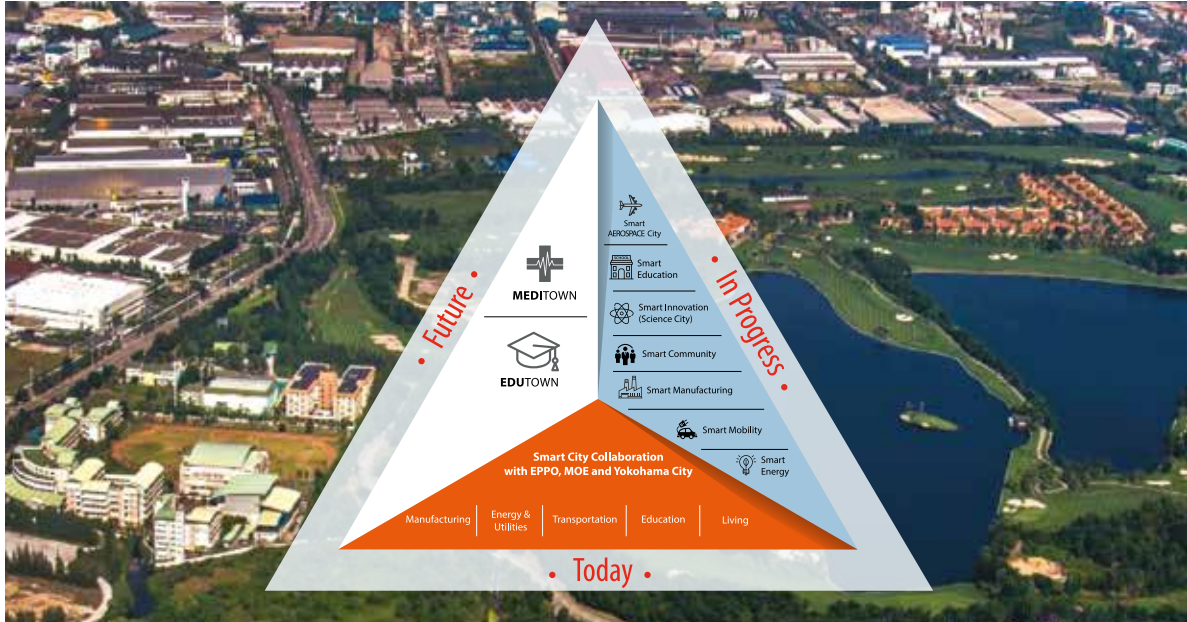 Smart
AEROSPACE City
SCHOOL
Smart
Education
Smart Innovation
(Science City)
Smart Community
Smart Manufacturing
Smart Mobility
Smart
Energy
• In Progress •
MEDITOWN
EDUTOWN
• Future •
Smart City Collaboration
with EPPO, MOE and Yokohama City
Manufacturing
Energy &
Utilities
Transportation
Education
Living
• Today •